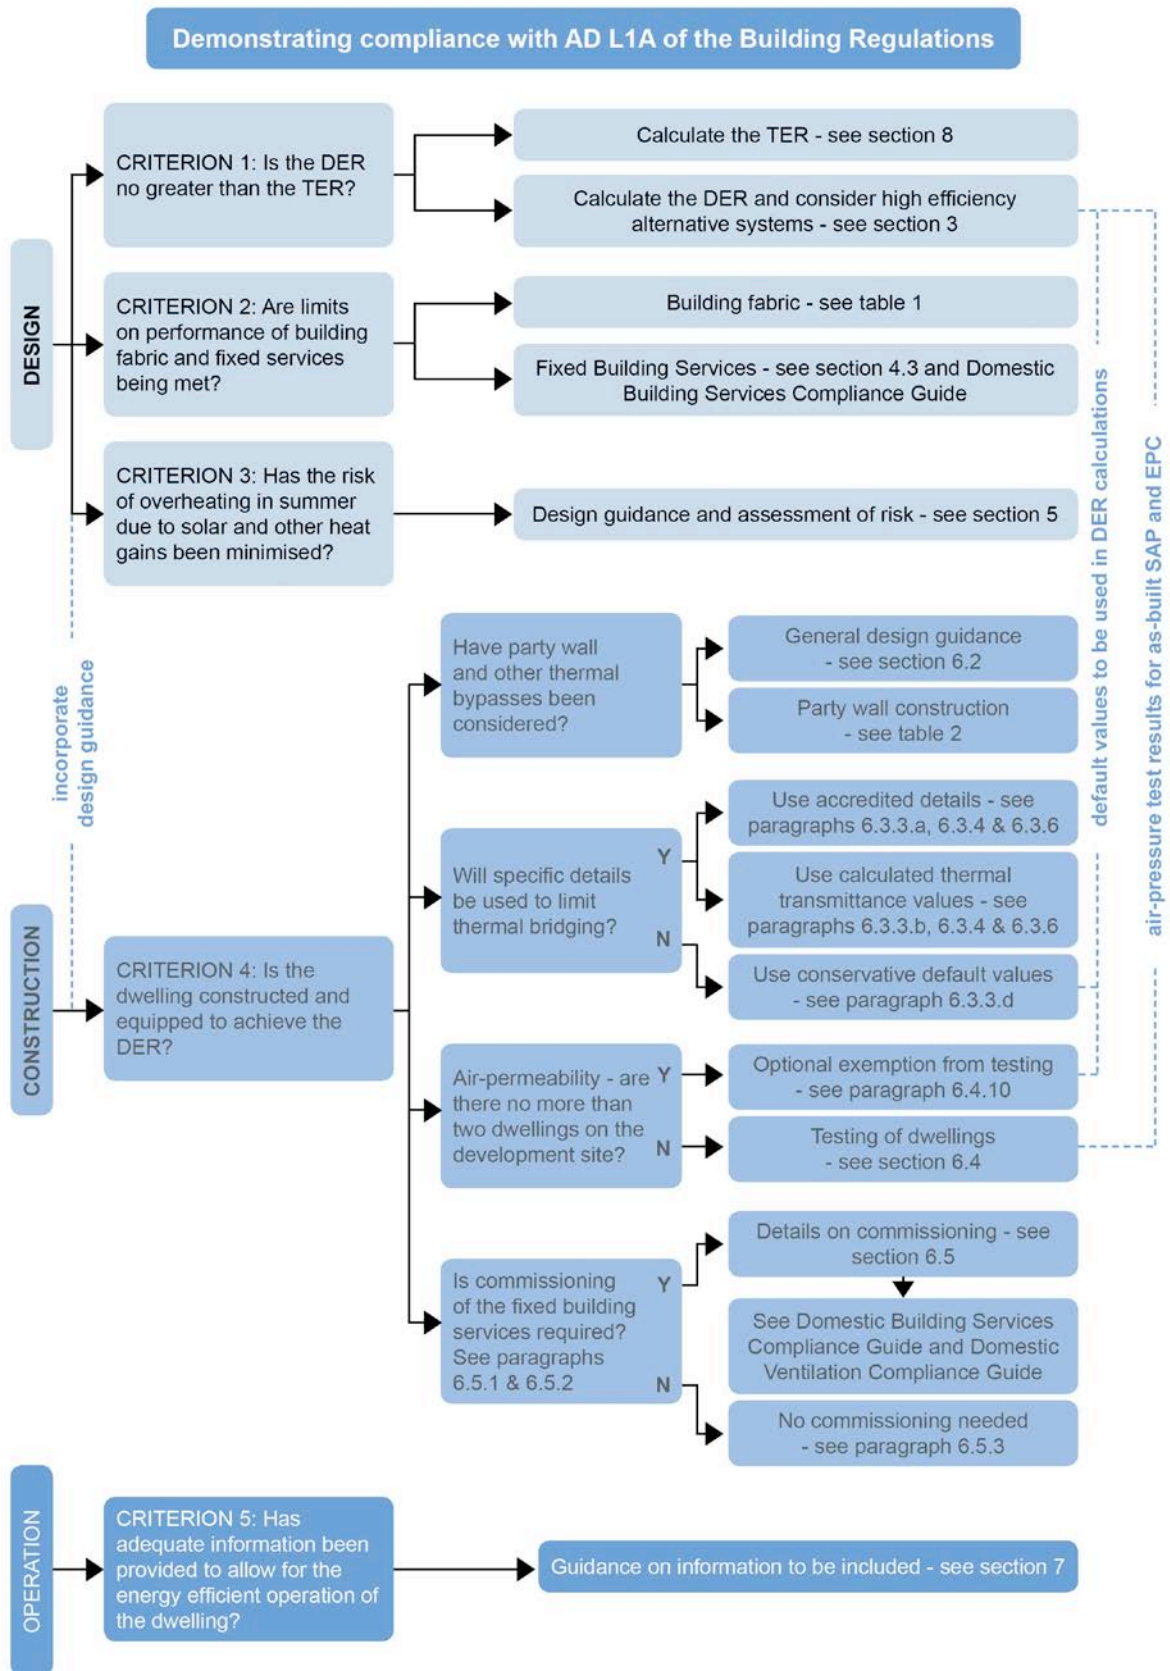 Demonstrating compliance with AD L1A of the Building Regulations
DESIGN
CRITERION 1: Is the DER
no greater than the TER?
Calculate the TER - see section 8
Calculate the DER and consider high efficiency
alternative systems - see section 3
CRITERION 2: Are limits
on performance of building
fabric and fixed services
being met?
Building fabric - see table 1
Fixed Building Services - see section 4.3 and Domestic
Building Services Compliance Guide
CRITERION 3: Has the risk
of overheating in summer
due to solar and other heat
gains been minimised?
Design guidance and assessment of risk - see section 5
default values to be used in DER calculations
air-pressure test results for as-built SAP and EPC
incorporate
design guidance
CONSTRUCTION
CRITERION 4: Is the
dwelling constructed and
equipped to achieve the
DER?
Have party wall
and other thermal
bypasses been
considered?
General design guidance
- see section 6.2
Party wall construction
- see table 2
Will specific details
be used to limit
thermal bridging?
Y
N
Use accredited details - see
paragraphs 6.3.3.a, 6.3.4 & 6.3.6
Use calculated thermal
transmittance values - see
paragraphs 6.3.3.b, 6.3.4 & 6.3.6
Use conservative default values
- see paragraph 6.3.3.d
Air-permeability - are
there no more than
two dwellings on the
development site?
Y
N
Optional exemption from testing
- see paragraph 6.4.10
Testing of dwellings
- see section 6.4
Is commissioning
of the fixed building
services required?
See paragraphs
6.5.1 & 6.5.2
Y
N
Details on commissioning - see
section 6.5
See Domestic Building Services
Compliance Guide and Domestic
Ventilation Compliance Guide
No commissioning needed
- see paragraph 6.5.3
OPERATION
CRITERION 5: Has
adequate information been
provided to allow for the
energy efficient operation of
the dwelling?
Guidance on information to be included - see section 7